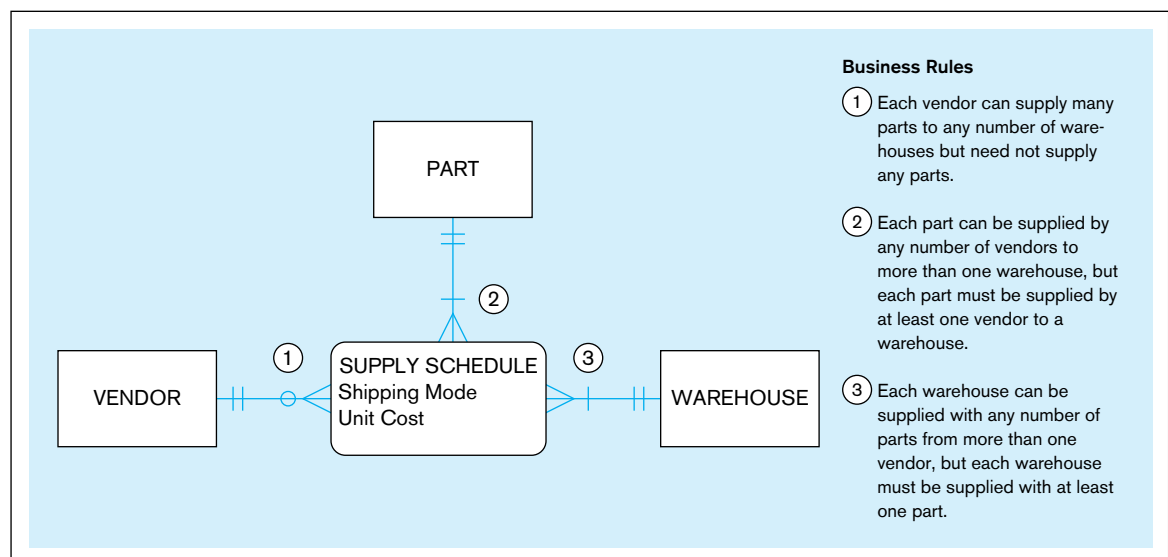 PART
VENDOR
1
SUPPLY SCHEDULE
Shipping Mode
Unit Cost
2
3
WAREHOUSE
Business Rules
1 Each vendor can supply many
parts to any number of ware-
houses but need not supply
any parts.
2 Each part can be supplied by
any number of vendors to
more than one warehouse, but
each part must be supplied by
at least one vendor to a
warehouse.
3 Each warehouse can be
supplied with any number of
parts from more than one
vendor, but each warehouse
must be supplied with at least
one part.